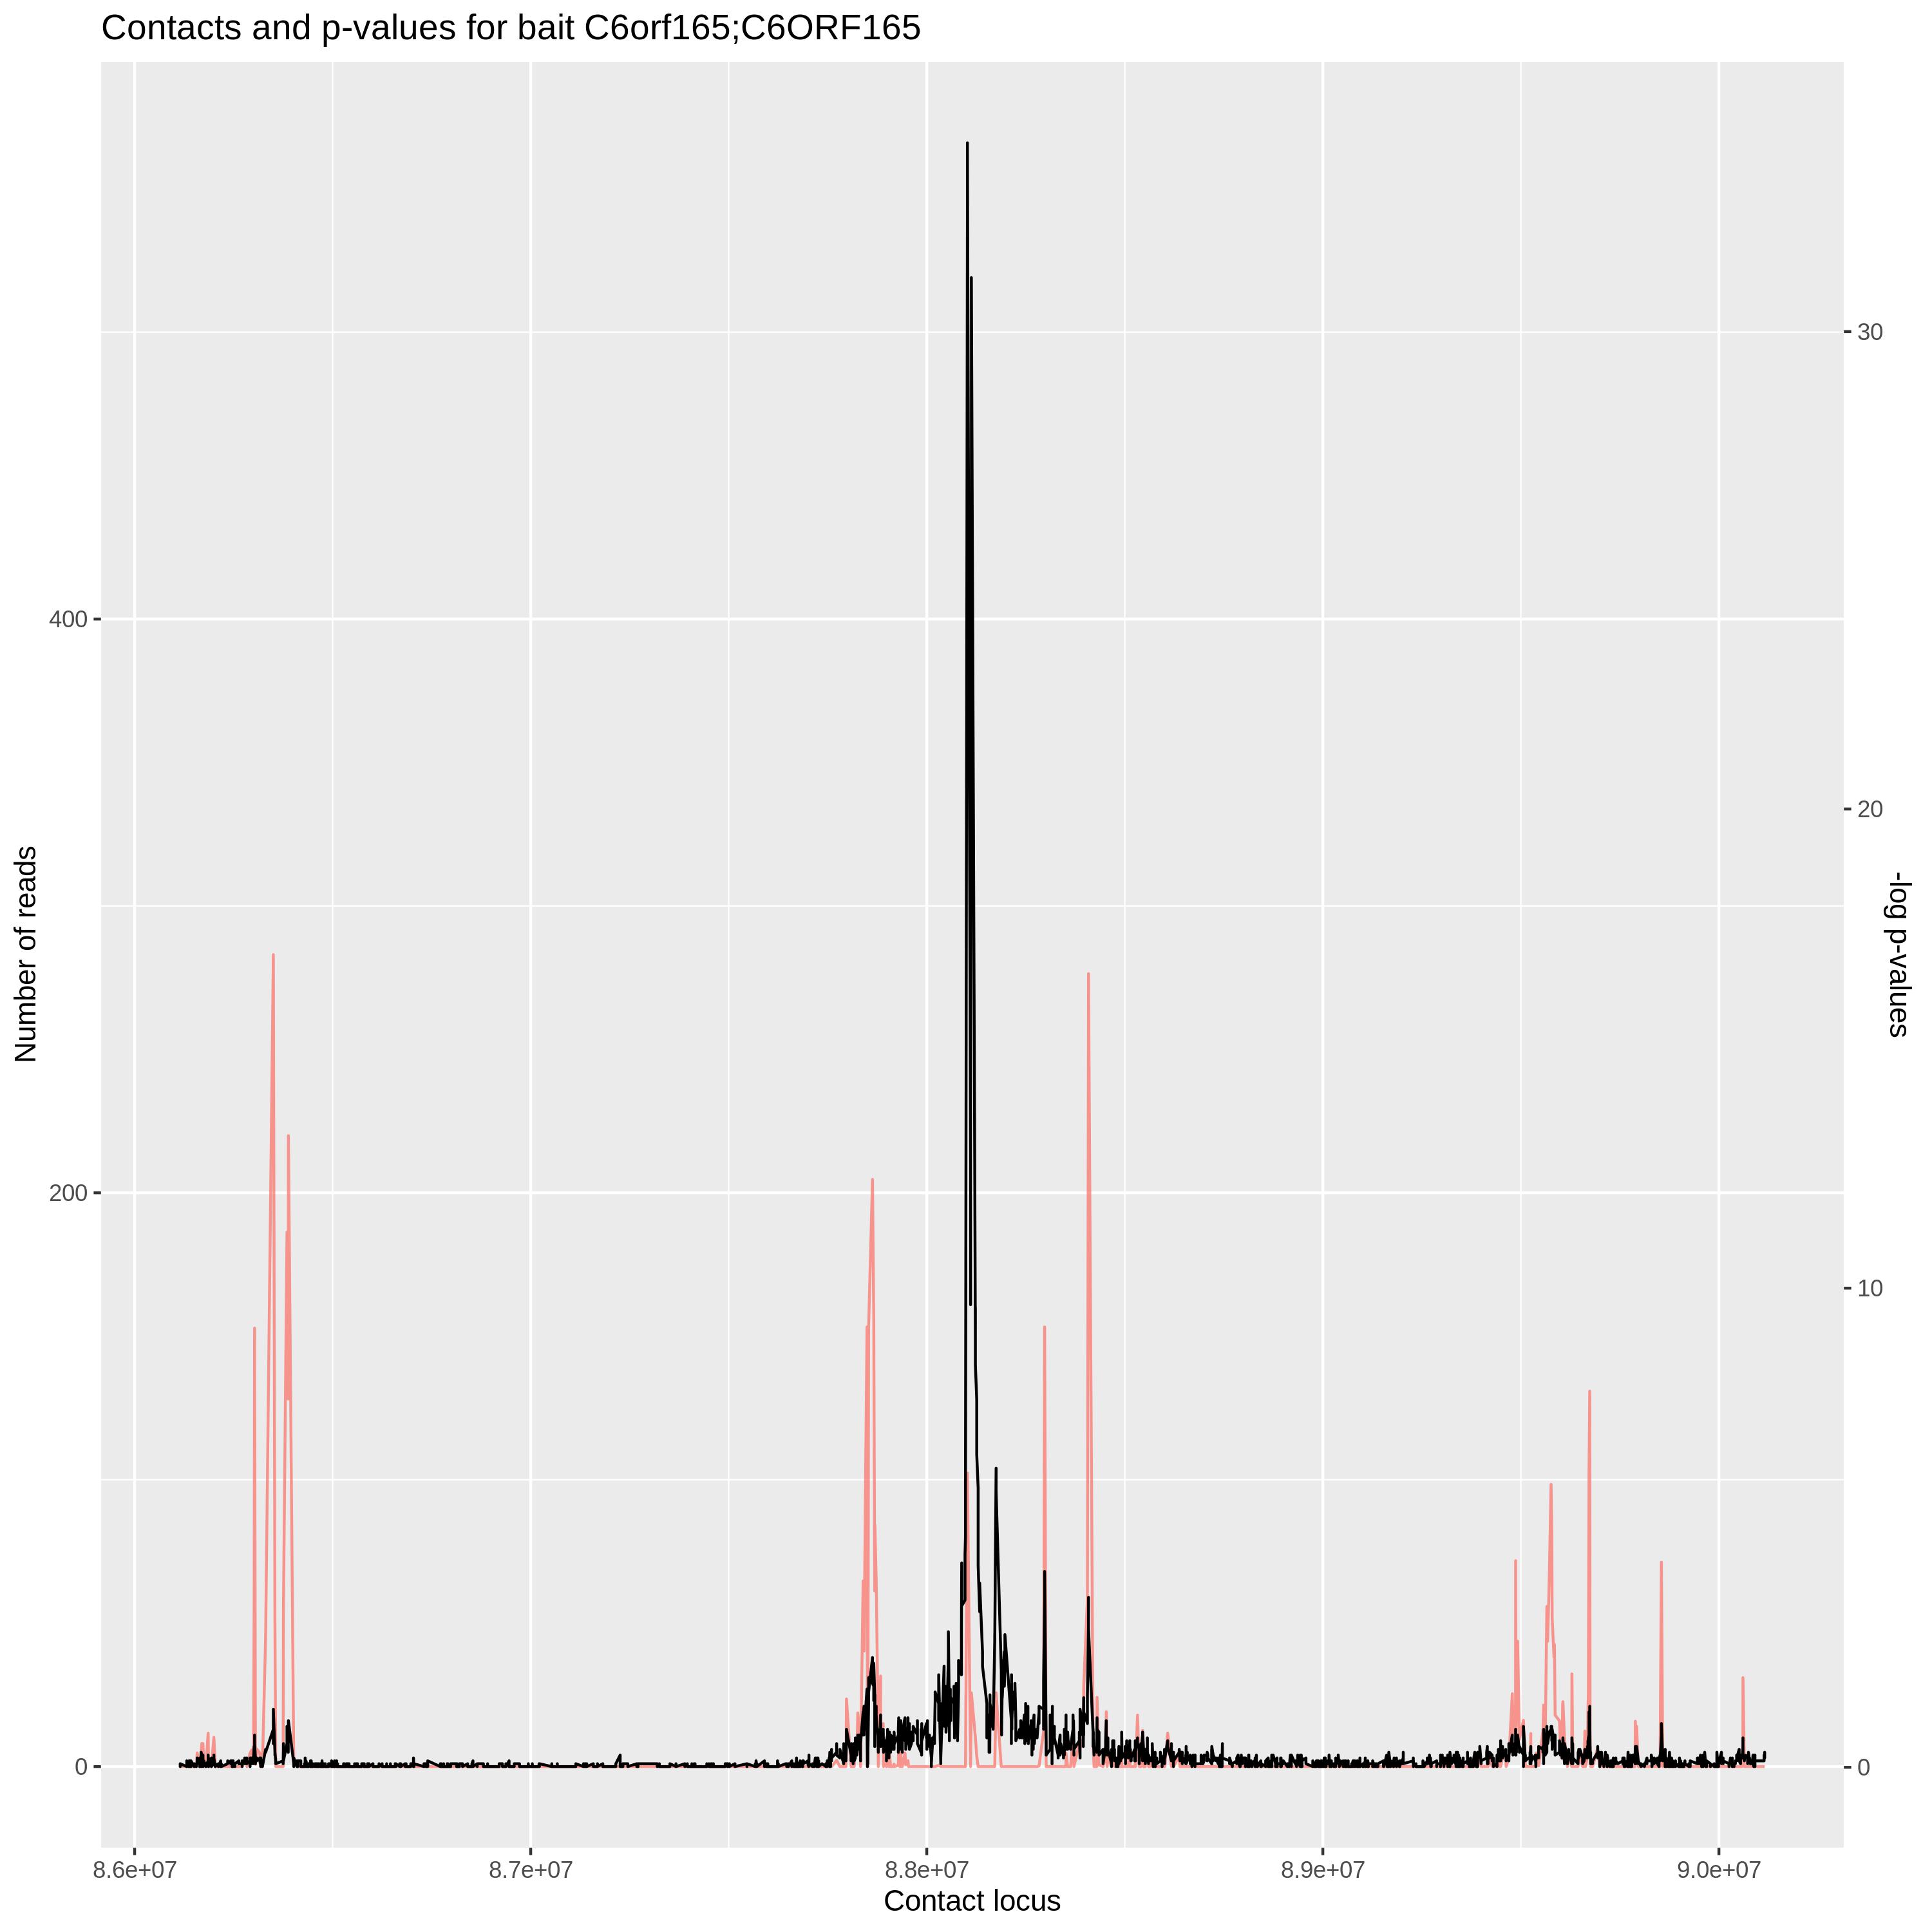 Contacts and p-values for bait C6orf165;C6ORF165
Number of reads
400
200
0
30
20
10
0
-log p-values
8.6e+07
8.7e+07
8.8e+07
8.9e+07
9.0e+07
Contact locus